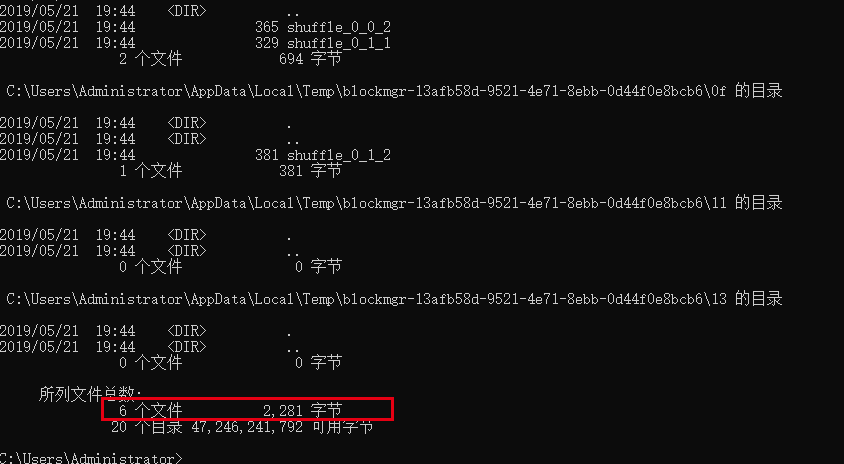 2019/05/21  19:44    <DIR>          ..
2019/05/21  19:44               365 shuffle_0_0_2
2019/05/21  19:44               329 shuffle_0_1_1
2 个文件            694 字节
C:\Users\Administrator\AppData\Local\Temp\blockmgr-13afb58d-9521-4e71-8ebb-0d44f0e8bcb6\0f 的目录
2019/05/21  19:44    <DIR>          .
2019/05/21  19:44    <DIR>          ..
2019/05/21  19:44               381 shuffle_0_1_2
1 个文件            381 字节
C:\Users\Administrator\AppData\Local\Temp\blockmgr-13afb58d-9521-4e71-8ebb-0d44f0e8bcb6\11 的目录
2019/05/21  19:44    <DIR>          .
2019/05/21  19:44    <DIR>          ..
0 个文件              0 字节
C:\Users\Administrator\AppData\Local\Temp\blockmgr-13afb58d-9521-4e71-8ebb-0d44f0e8bcb6\13 的目录
2019/05/21  19:44    <DIR>          .
2019/05/21  19:44    <DIR>          ..
0 个文件              0 字节
所列文件总数:
6 个文件          2,281 字节
20 个目录 47,246,241,792 可用字节
C:\Users\Administrator>